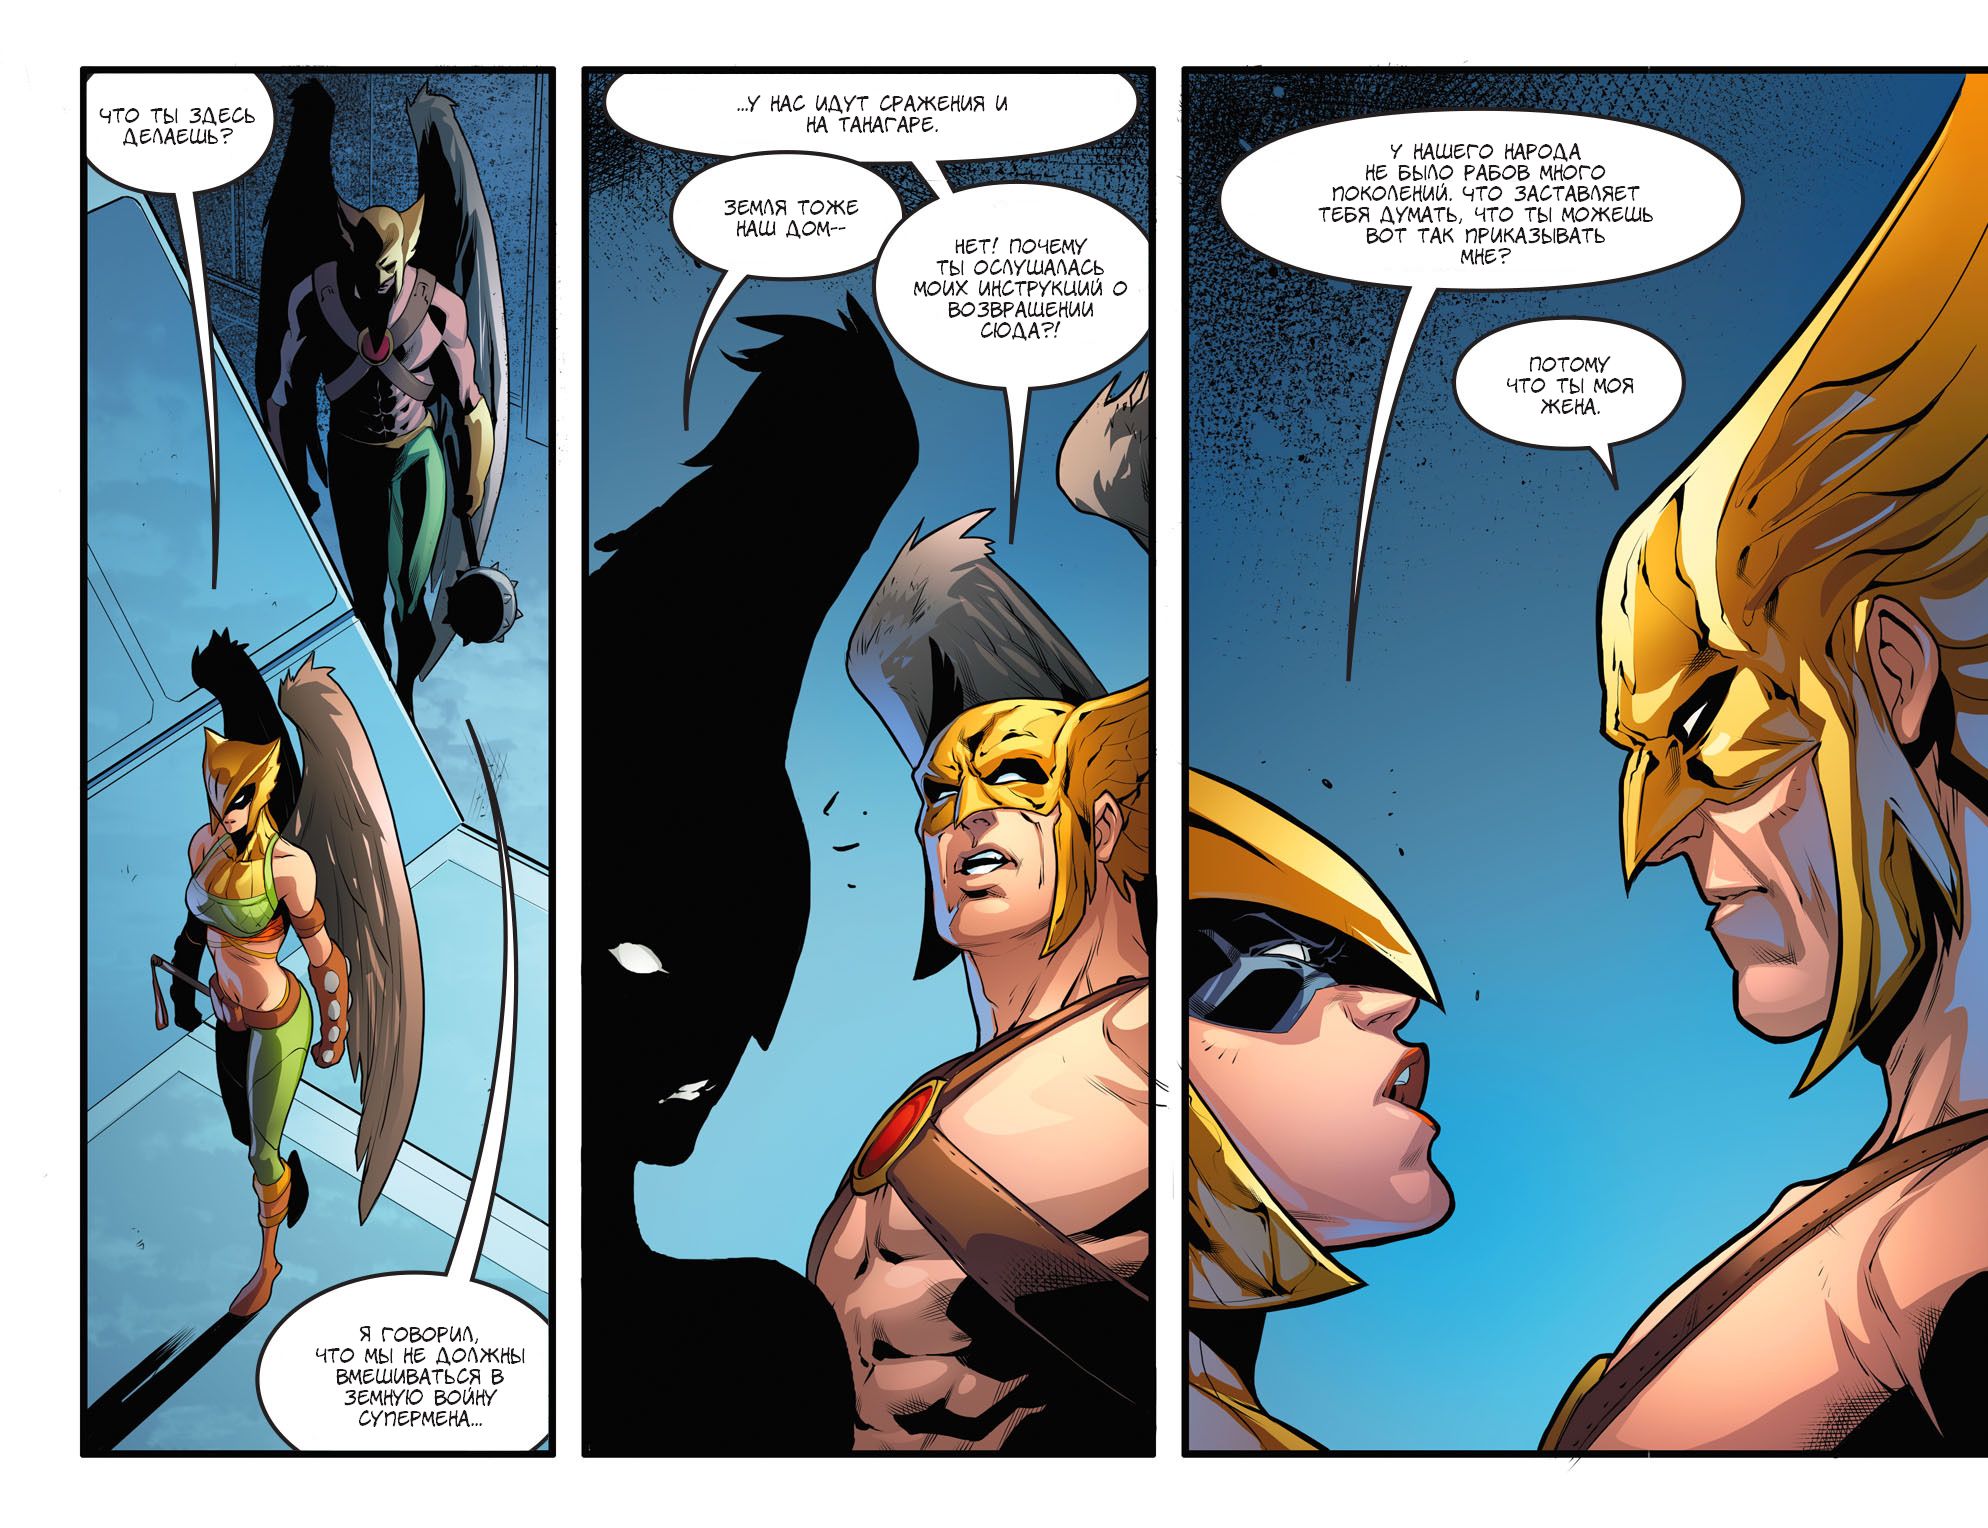 ЧТО ТЫ ЗДЕСЬ
ДЕЛАЕШЬ?
Я ГОВОРИЛ,
ЧТО МЫ НЕ ДОЛЖНЫ
ВМЕШИВАТЬСЯ В
ЗЕМНУЮ ВОЙНУ
СУПЕРМЕНА...
...У НАС ИДУТ СРАЖЕНИЯ И
НА ТАНАГАРЕ.
ЗЕМЛЯ ТОЖЕ
НАШ ДОМ--
НЕТ! ПОЧЕМУ
ТЫ ОСЛУШАЛАСЬ
МОИХ ИНСТРУКЦИЙ О
ВОЗВРАЩЕНИИ
СЮДА?!
У НАШЕГО НАРОДА
НЕ БЫЛО РАБОВ МНОГО
ПОКОЛЕНИЙ. ЧТО ЗАСТАВЛЯЕТ
ТЕБЯ ДУМАТЬ, ЧТО ТЫ МОЖЕШЬ
ВОТ ТАК ПРИКАЗЫВАТЬ
МНЕ?
ПОТОМУ
ЧТО ТЫ МОЯ
ЖЕНА.